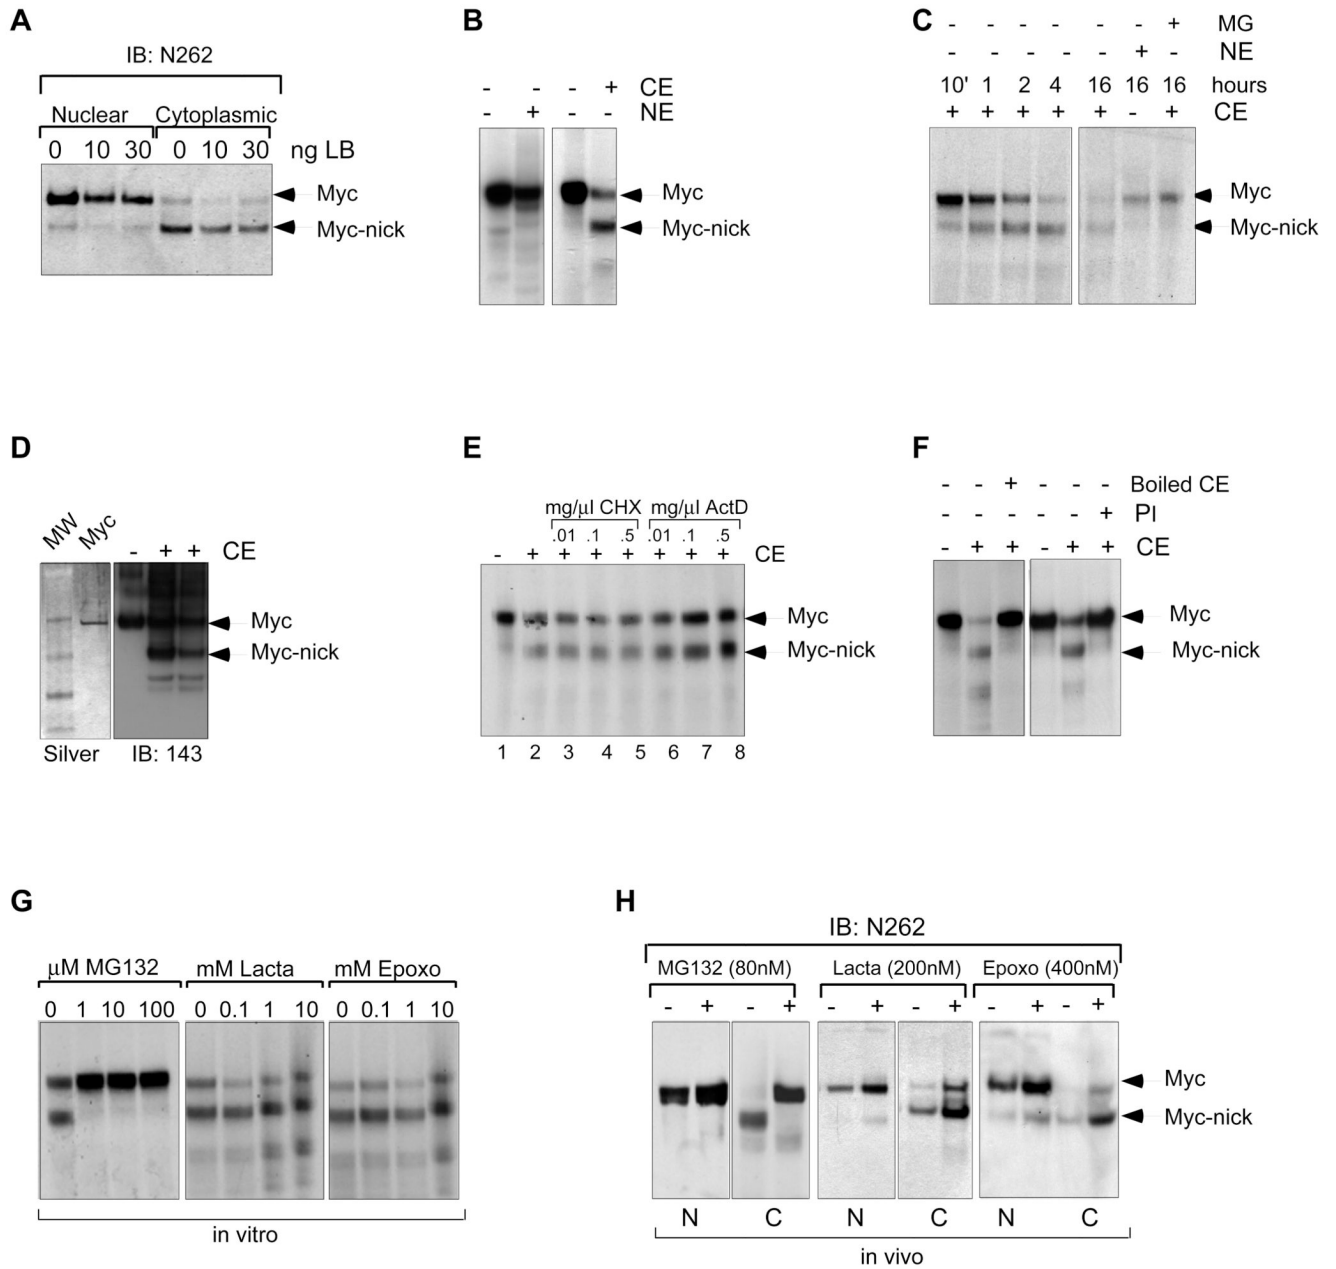 A
IB: N262
Nuclear Cytoplasmic
0 10 30 0 10 30 ng LB
Myc
Myc-nick
B
- - - + CE
- + - - NE
Myc
Myc-nick
C
- - - - - - + MG
- - - - - + - NE
10' 1 2 4 16 16 16 hours
+ + + + + - + CE
Myc
Myc-nick
D
MW Myc
- + + CE
Myc
Myc-nick
Silver IB: 143
E
mg/µl CHX mg/µl ActD
.01 .1 .5 .01 .1 .5
- + + + + + + + CE
Myc
Myc-nick
1 2 3 4 5 6 7 8
F
- - + - - - Boiled CE
- - - - - + PI
- + + - + + CE
Myc
Myc-nick
G
µM MG132 mM Lacta mM Epoxo
0 1 10 100 0 0.1 1 10 0 0.1 1 10
in vitro
H
IB: N262
MG132 (80nM) Lacta (200nM) Epoxo (400nM)
- + - + - + - + - + - +
Myc
Myc-nick
N C N C N C
in vivo